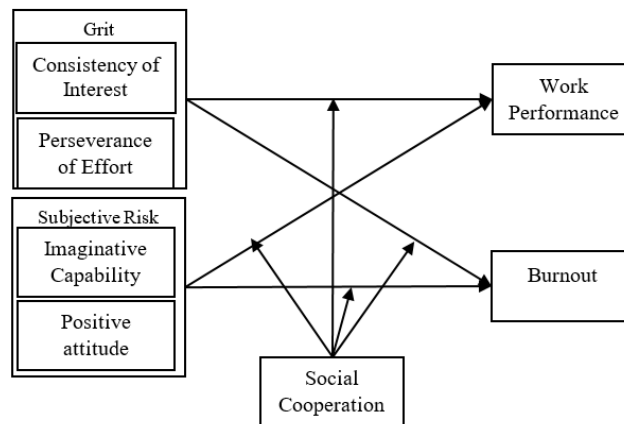 Grit
Consistency of
Interest
Perseverance
of Effort
Subjective Risk
Imaginative
Capability
Positive
attitude
Work
Performance
Burnout
Social
Cooperation